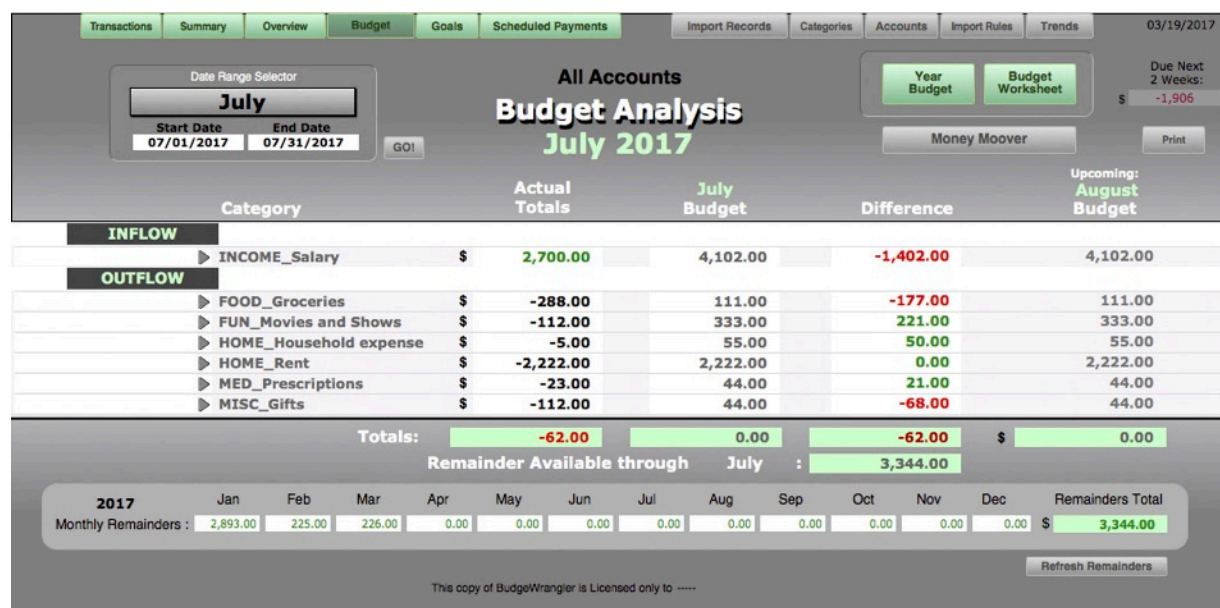 Transactions Summary Overview Budget Goals Scheduled Payments Import Records Categories Accounts Import Rules Trends 03/19/2017
Date Range Selector
July
Start Date End Date
07/01/2017 07/31/2017 GO!
All Accounts
Budget Analysis
July 2017
Year Budget
Budget Worksheet
Due Next
2 Weeks:
$ -1,906
Money Moover Print
Category
Actual
Totals
July
Budget
Difference
Upcoming:
August
Budget
INFLOW
INCOME_Salary $ 2,700.00 4,102.00 -1,402.00 4,102.00
OUTFLOW
FOOD_Groceries $ -288.00 111.00 -177.00 111.00
FUN_Movies and Shows $ -112.00 333.00 221.00 333.00
HOME_Household expense $ -5.00 55.00 50.00 55.00
HOME_Rent $ -2,222.00 2,222.00 0.00 2,222.00
MED_Prescriptions $ -23.00 44.00 21.00 44.00
MISC_Gifts $ -112.00 44.00 -68.00 44.00
Totals: -62.00 0.00 -62.00 $ 0.00
Remainder Available through July : 3,344.00
2017 Jan Feb Mar Apr May Jun Jul Aug Sep Oct Nov Dec Remainders Total
Monthly Remainders : 2,893.00 225.00 226.00 0.00 0.00 0.00 0.00 0.00 0.00 0.00 0.00 0.00 $ 3,344.00
Refresh Remainders
This copy of BudgeWrangler is Licensed only to -----